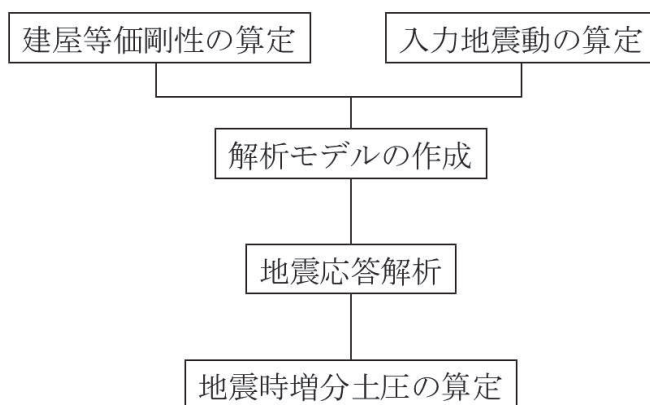 建屋等価剛性の算定
入力地震動の算定
解析モデルの作成
地震応答解析
地震時増分土圧の算定